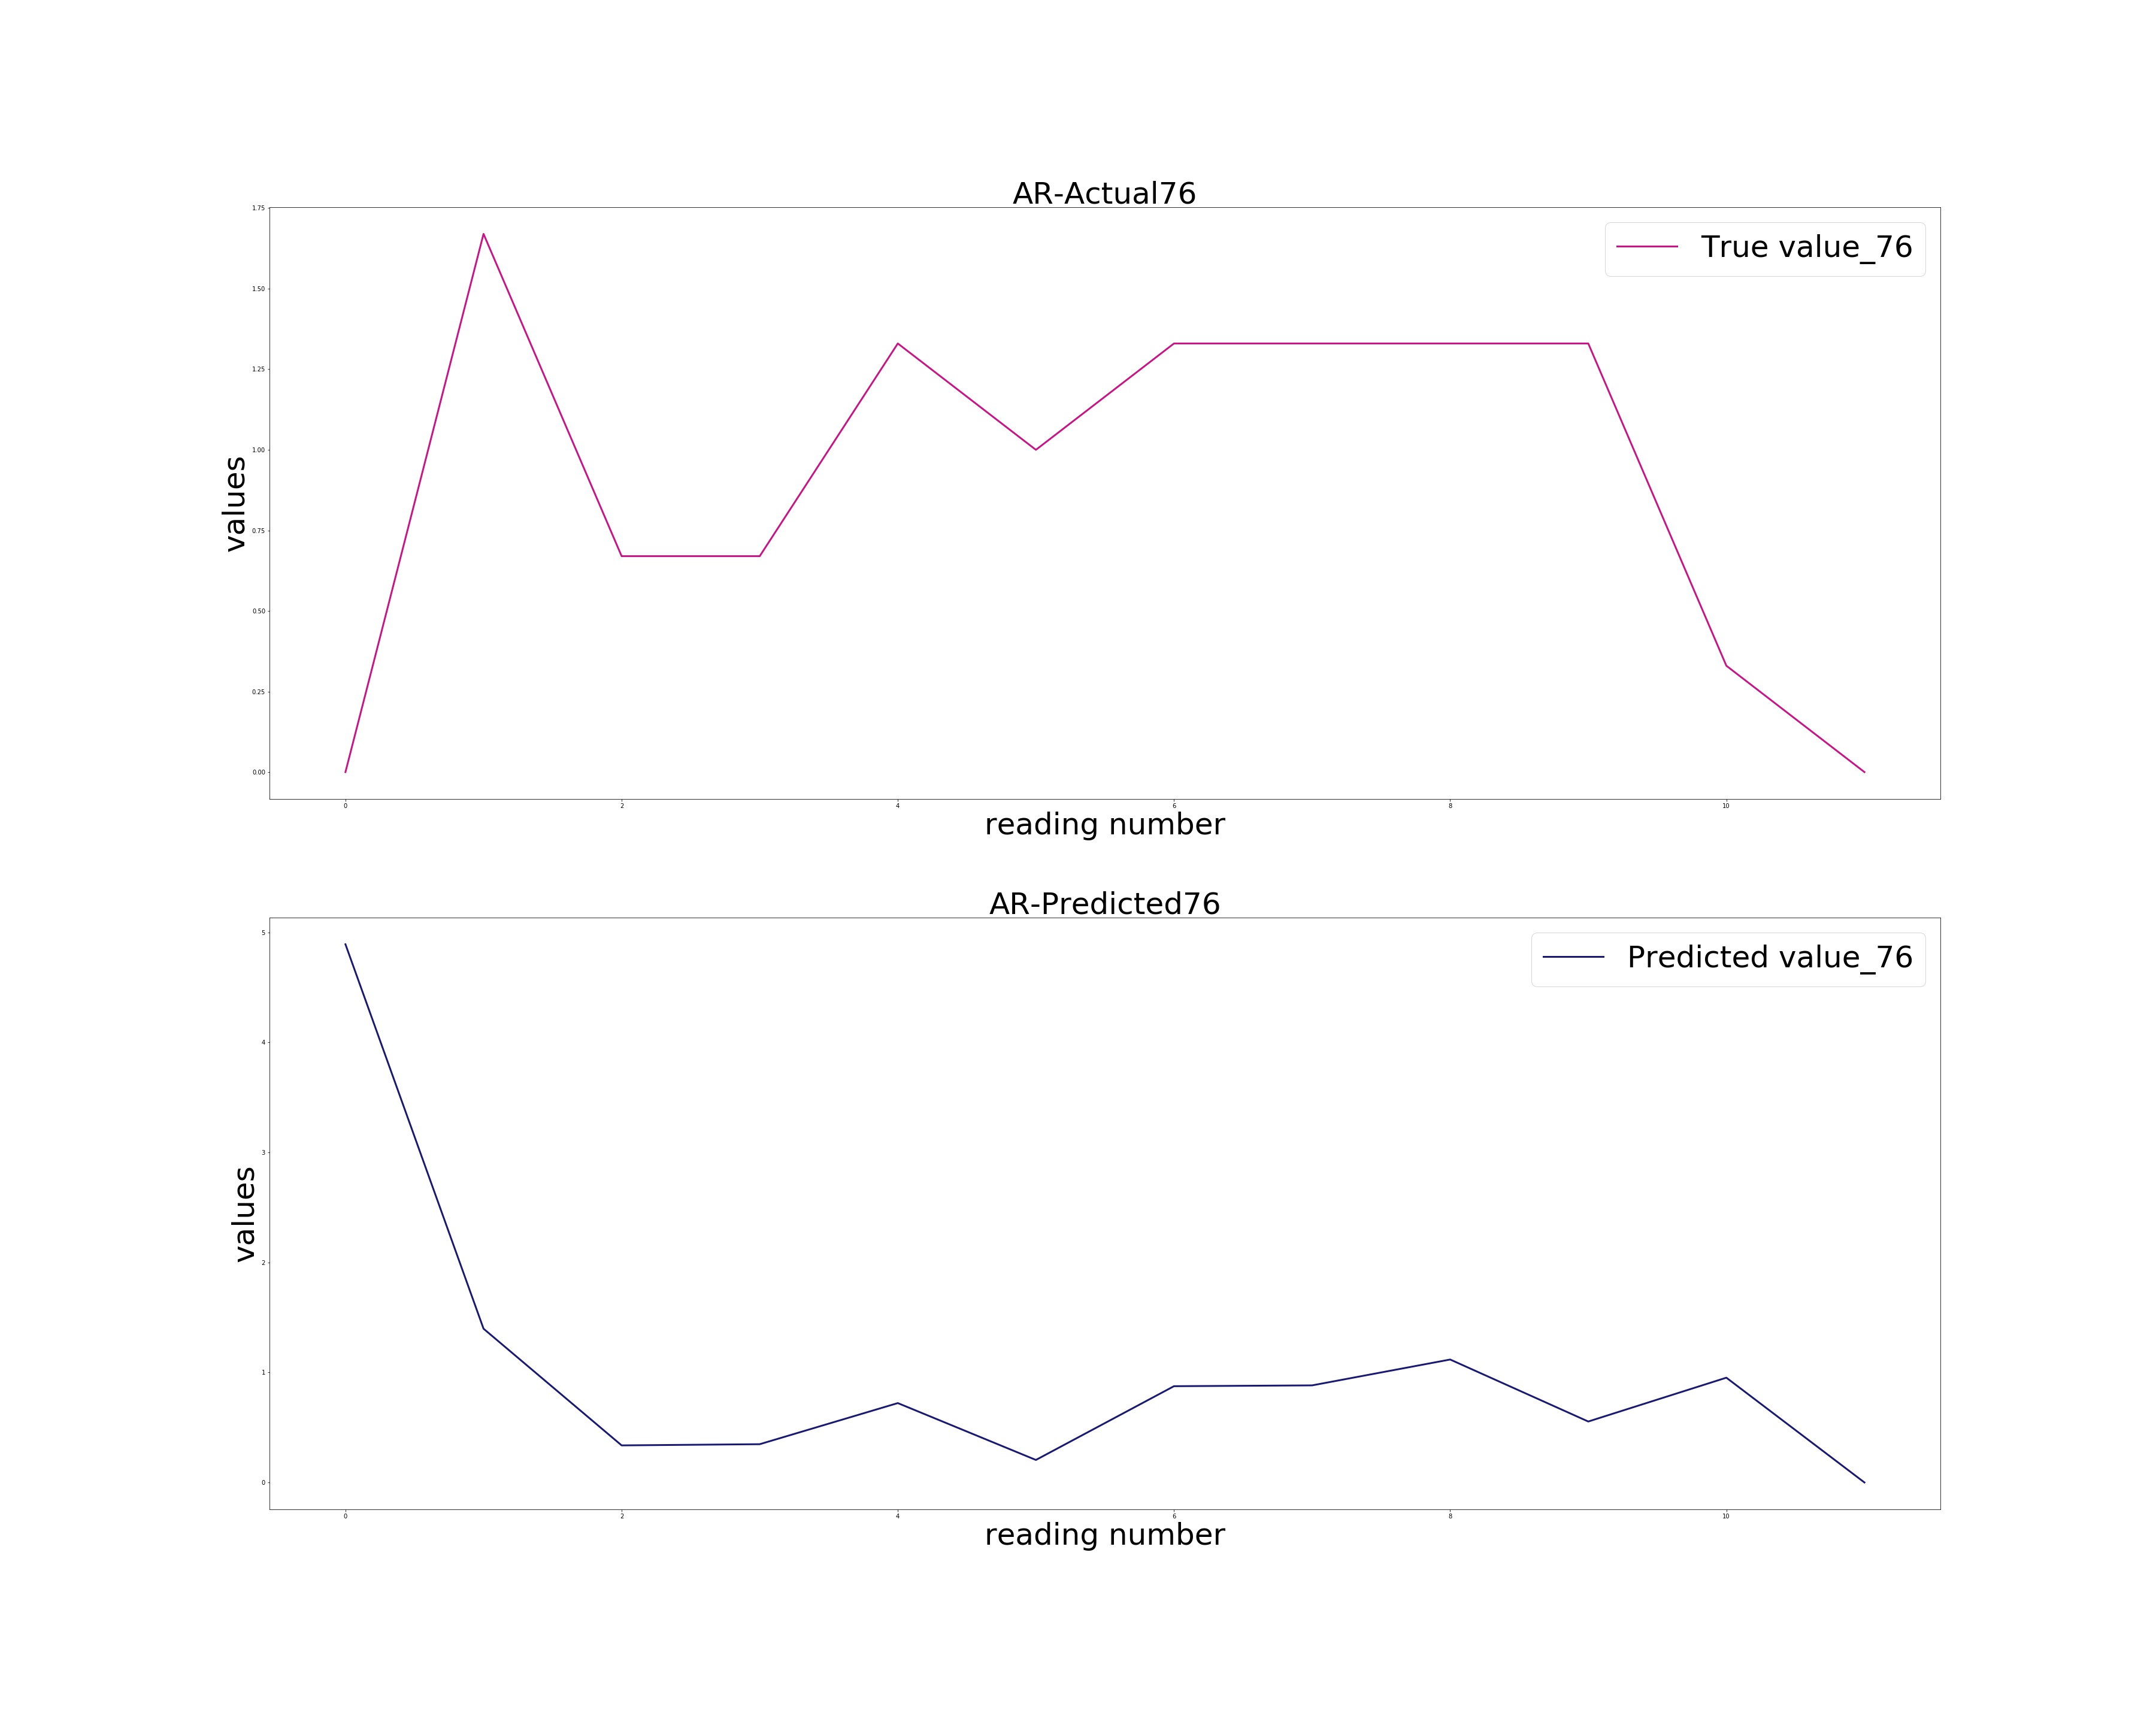 AR-Actual76
1.75
1.50
1.25
1.00
0.75
0.50
0.25
0.00
values
True value_76
0 2 4 6 8 10
reading number
AR-Predicted76
5
4
3
2
1
0
values
Predicted value_76
0 2 4 6 8 10
reading number